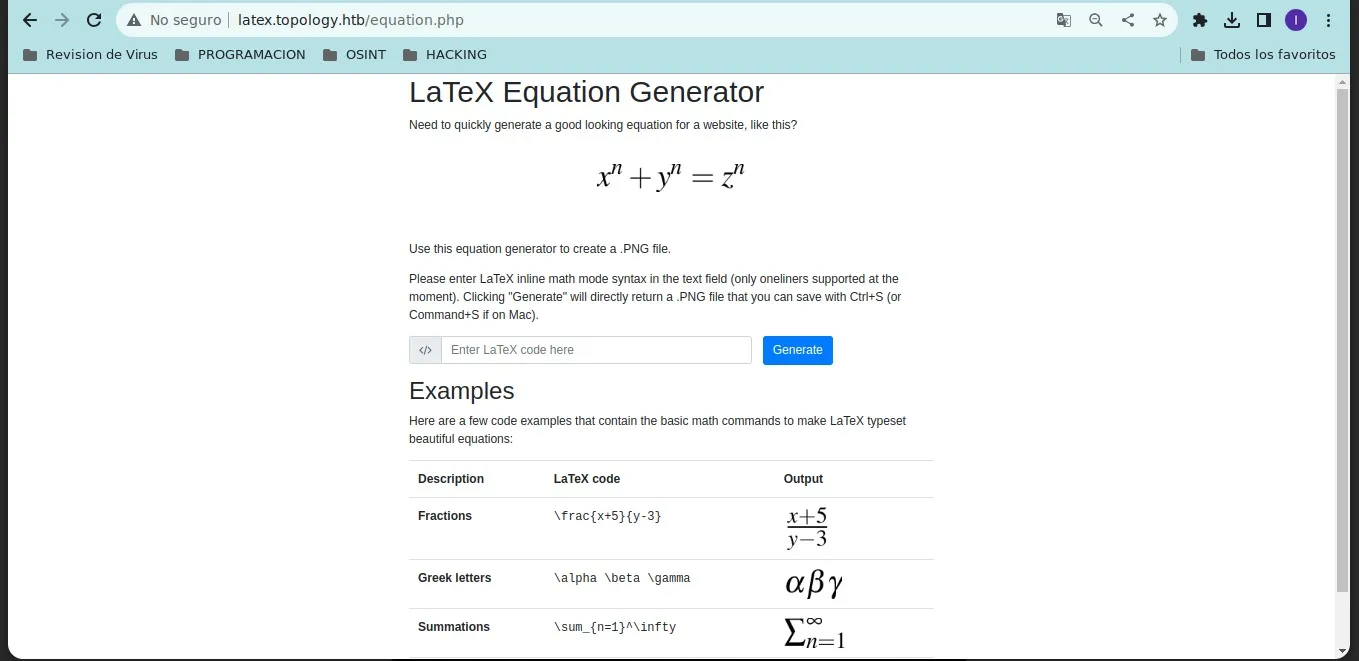 No seguro latex.topology.htb/equation.php
Revision de Virus PROGRAMACION OSINT HACKING Todos los favoritos
LaTeX Equation Generator
Need to quickly generate a good looking equation for a website, like this?
xⁿ + yⁿ = zⁿ
Use this equation generator to create a .PNG file.
Please enter LaTeX inline math mode syntax in the text field (only oneliners supported at the
moment). Clicking "Generate" will directly return a .PNG file that you can save with Ctrl+S (or
Command+S if on Mac).
</> Enter LaTeX code here Generate
Examples
Here are a few code examples that contain the basic math commands to make LaTeX typeset
beautiful equations:
Description LaTeX code Output
Fractions \frac{x+5}{y-3} x+5
y−3
Greek letters \alpha \beta \gamma αβγ
Summations \sum_{n=1}^\infty ∑∞n=1